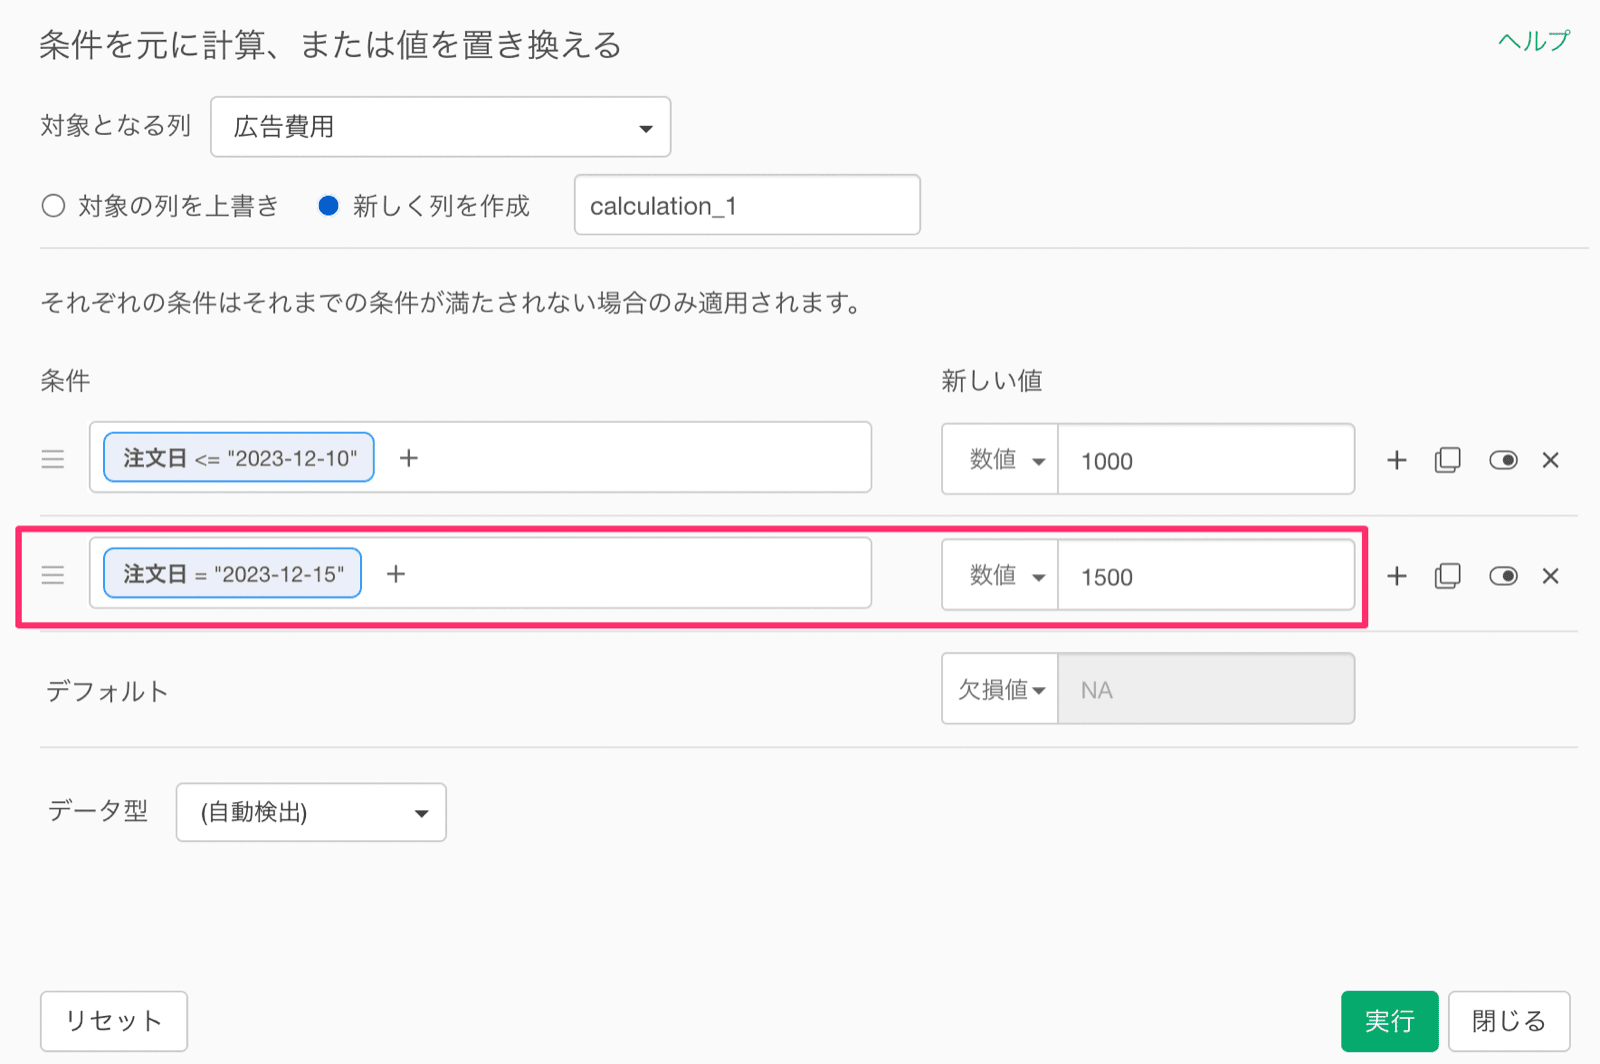 条件を元に計算、または値を置き換える
ヘルプ
対象となる列 広告費用
対象の列を上書き 新しく列を作成 calculation_1
それぞれの条件はそれまでの条件が満たされない場合のみ適用されます。
条件 新しい値
注文日 <= "2023-12-10" + 数値 1000
注文日 = "2023-12-15" + 数値 1500
デフォルト 欠損値 NA
データ型 (自動検出)
リセット 実行 閉じる